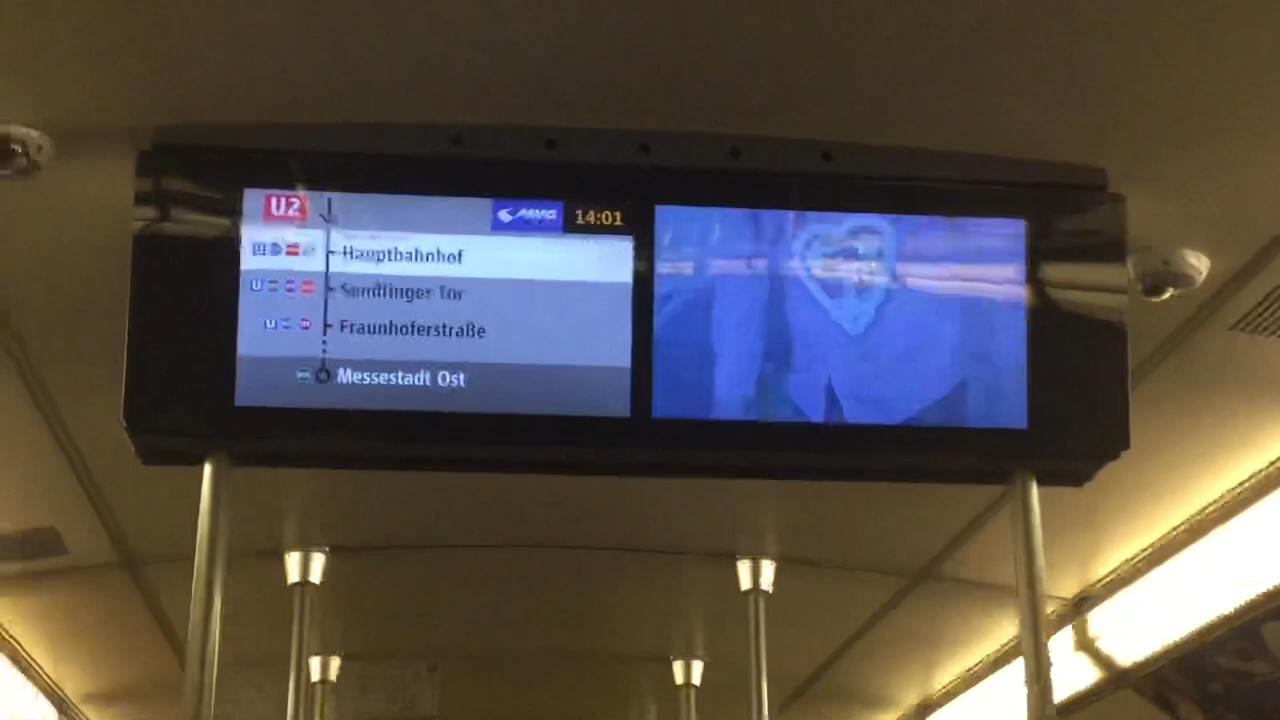 U2
MVG 14:01
Hauptbahnhof
U
Sendlinger Tor
U
Fraunhoferstraße
Messestadt Ost